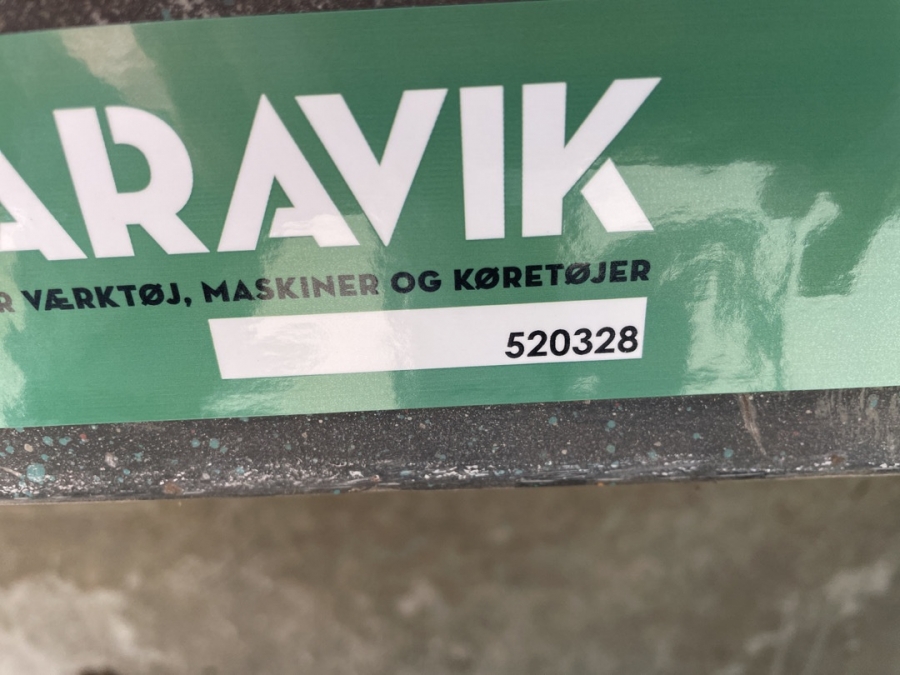 ARAVIK
R VÆRKTØJ, MASKINER OG KØRETØJER
520328